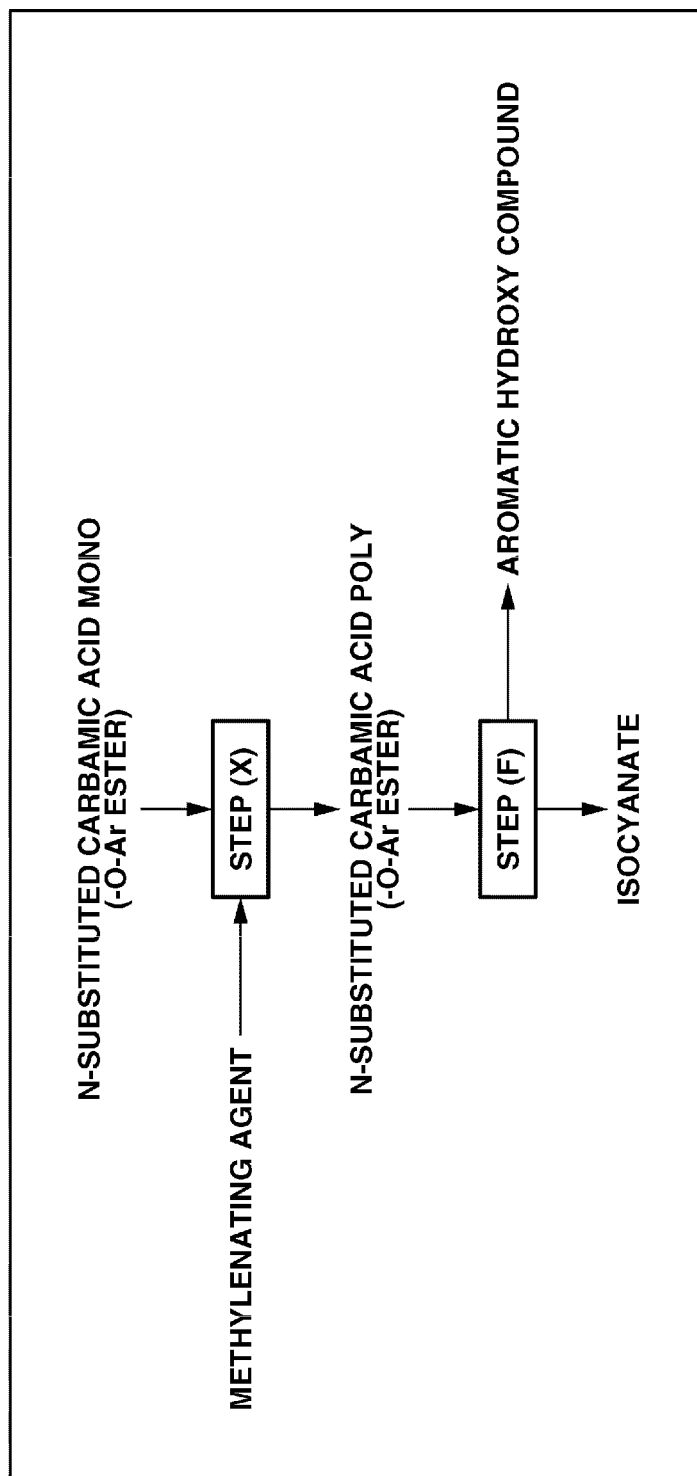 N-SUBSTITUTED CARBAMIC ACID MONO
(-O-Ar ESTER)
METHYLENATING AGENT
STEP (X)
N-SUBSTITUTED CARBAMIC ACID POLY
(-O-Ar ESTER)
STEP (F)
AROMATIC HYDROXY COMPOUND
ISOCYANATE